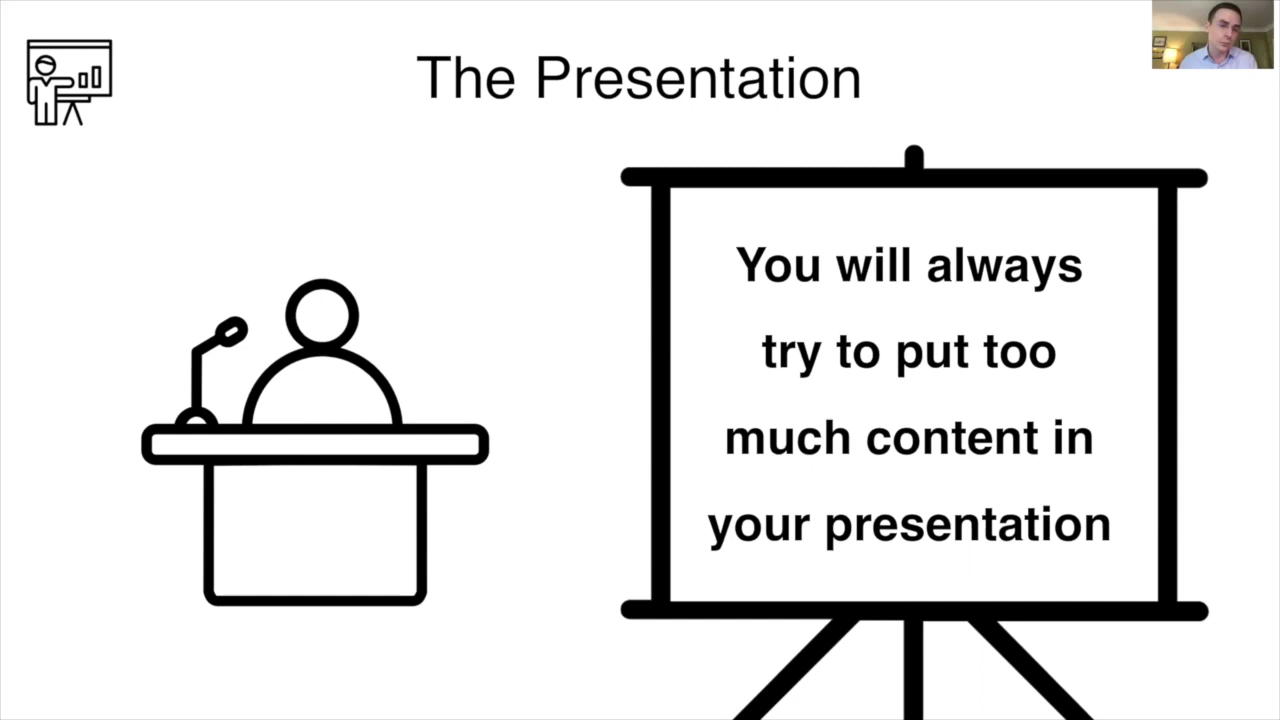 The Presentation
You will always
try to put too
much content in
your presentation